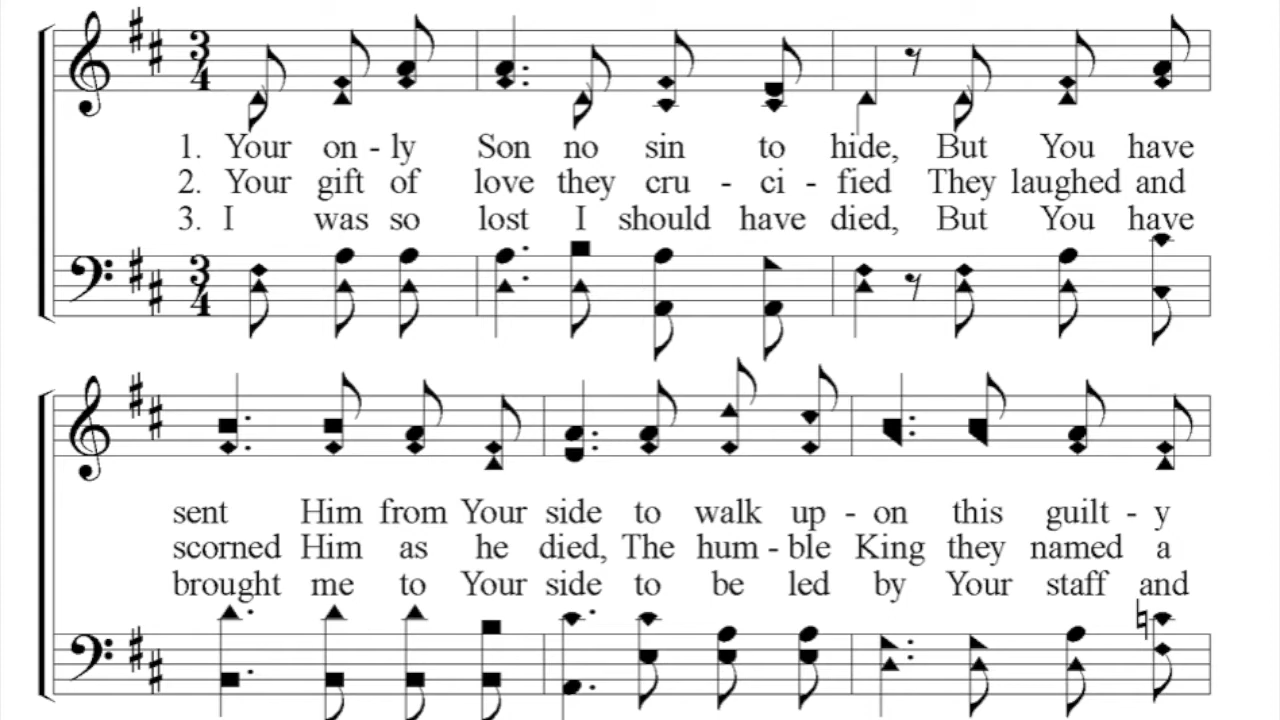 1. Your on - ly Son no sin to hide, But You have
2. Your gift of love they cru - ci - fied They laughed and
3. I was so lost I should have died, But You have
sent Him from Your side to walk up - on this guilt - y
scorned Him as he died, The hum - ble King they named a
brought me to Your side to be led by Your staff and